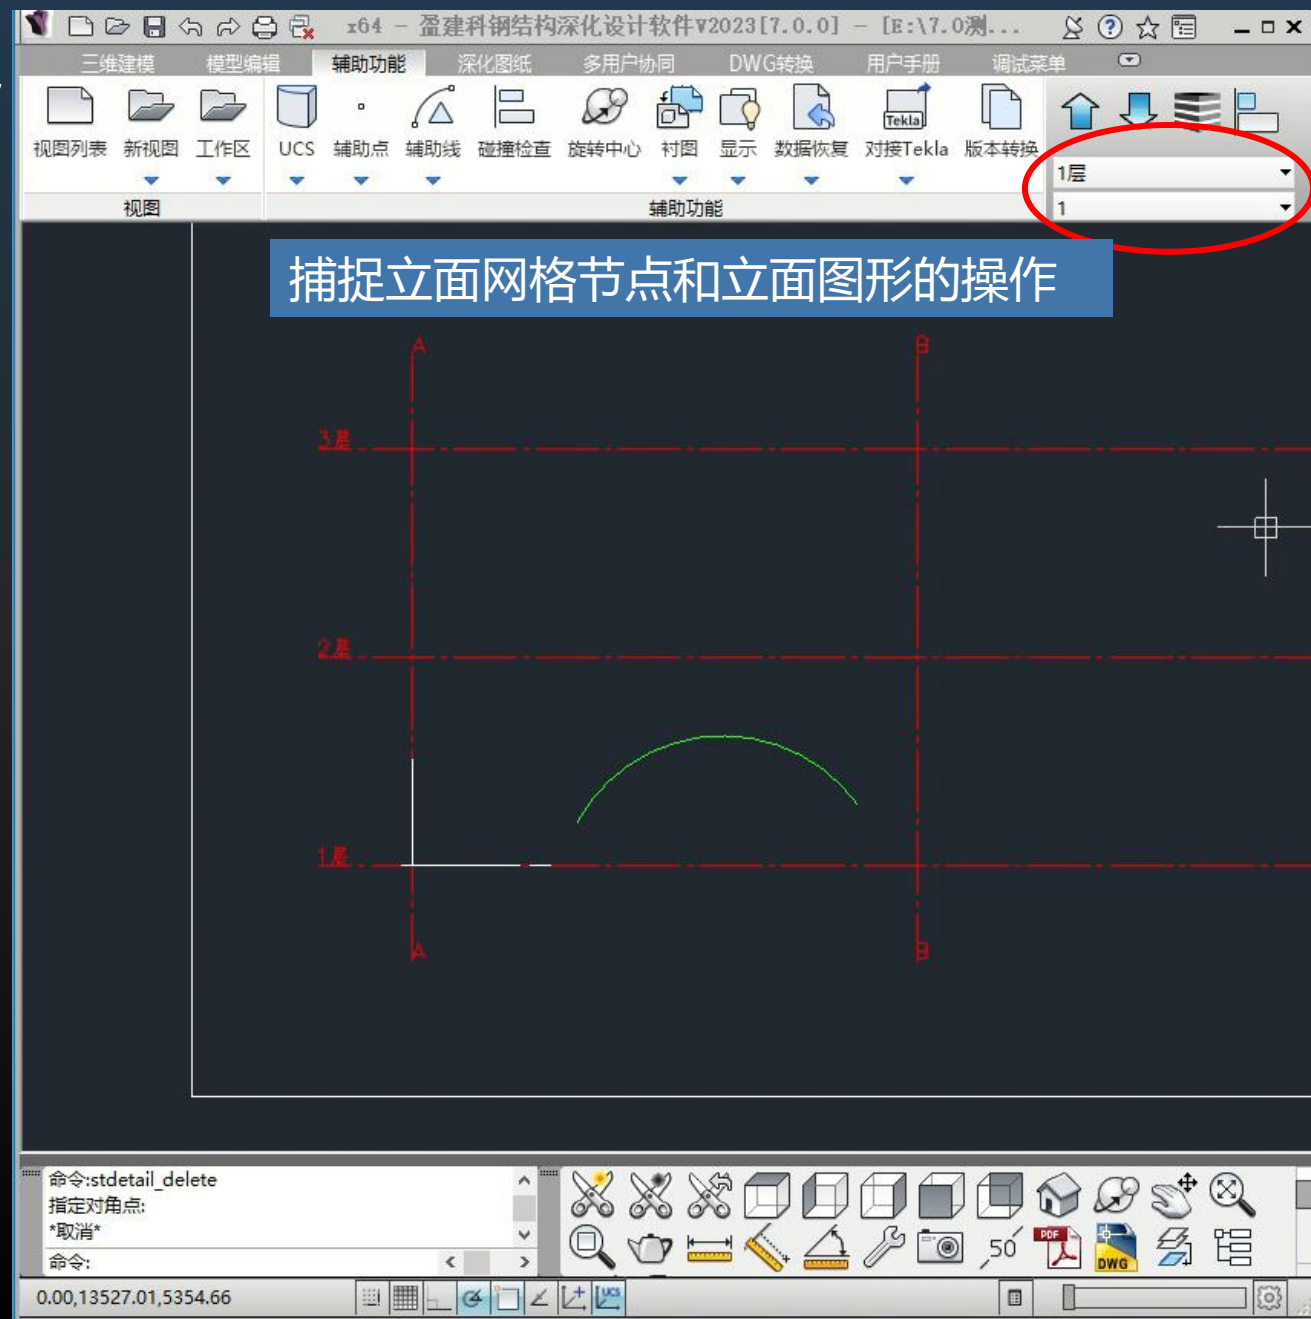 x64 - 盈建科钢结构深化设计软件V2023[7.0.0] - [E:\7.0测...
三维建模 模型编辑 辅助功能 深化图纸 多用户协同 DWG转换 用户手册 调试菜单
Tekla
视图列表 新视图 工作区 UCS 辅助点 辅助线 碰撞检查 旋转中心 衬图 显示 数据恢复 对接Tekla 版本转换
1层
视图 辅助功能 1
捕捉立面网格节点和立面图形的操作
A B
3层
2层
1层
A B
命令:stdetail_delete
指定对角点:
*取消*
命令:
50 PDF DWG
0.00,13527.01,5354.66 UCS